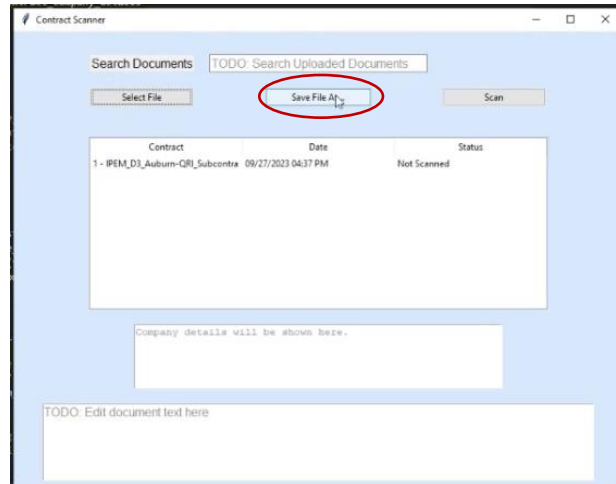 Contract Scanner
Search Documents TODO: Search Uploaded Documents
Select File Save File As Scan
Contract Date Status
1 - IPEM_D3_Auburn-QRI_Subcontra 09/27/2023 04:37 PM Not Scanned
Company details will be shown here.
TODO: Edit document text here